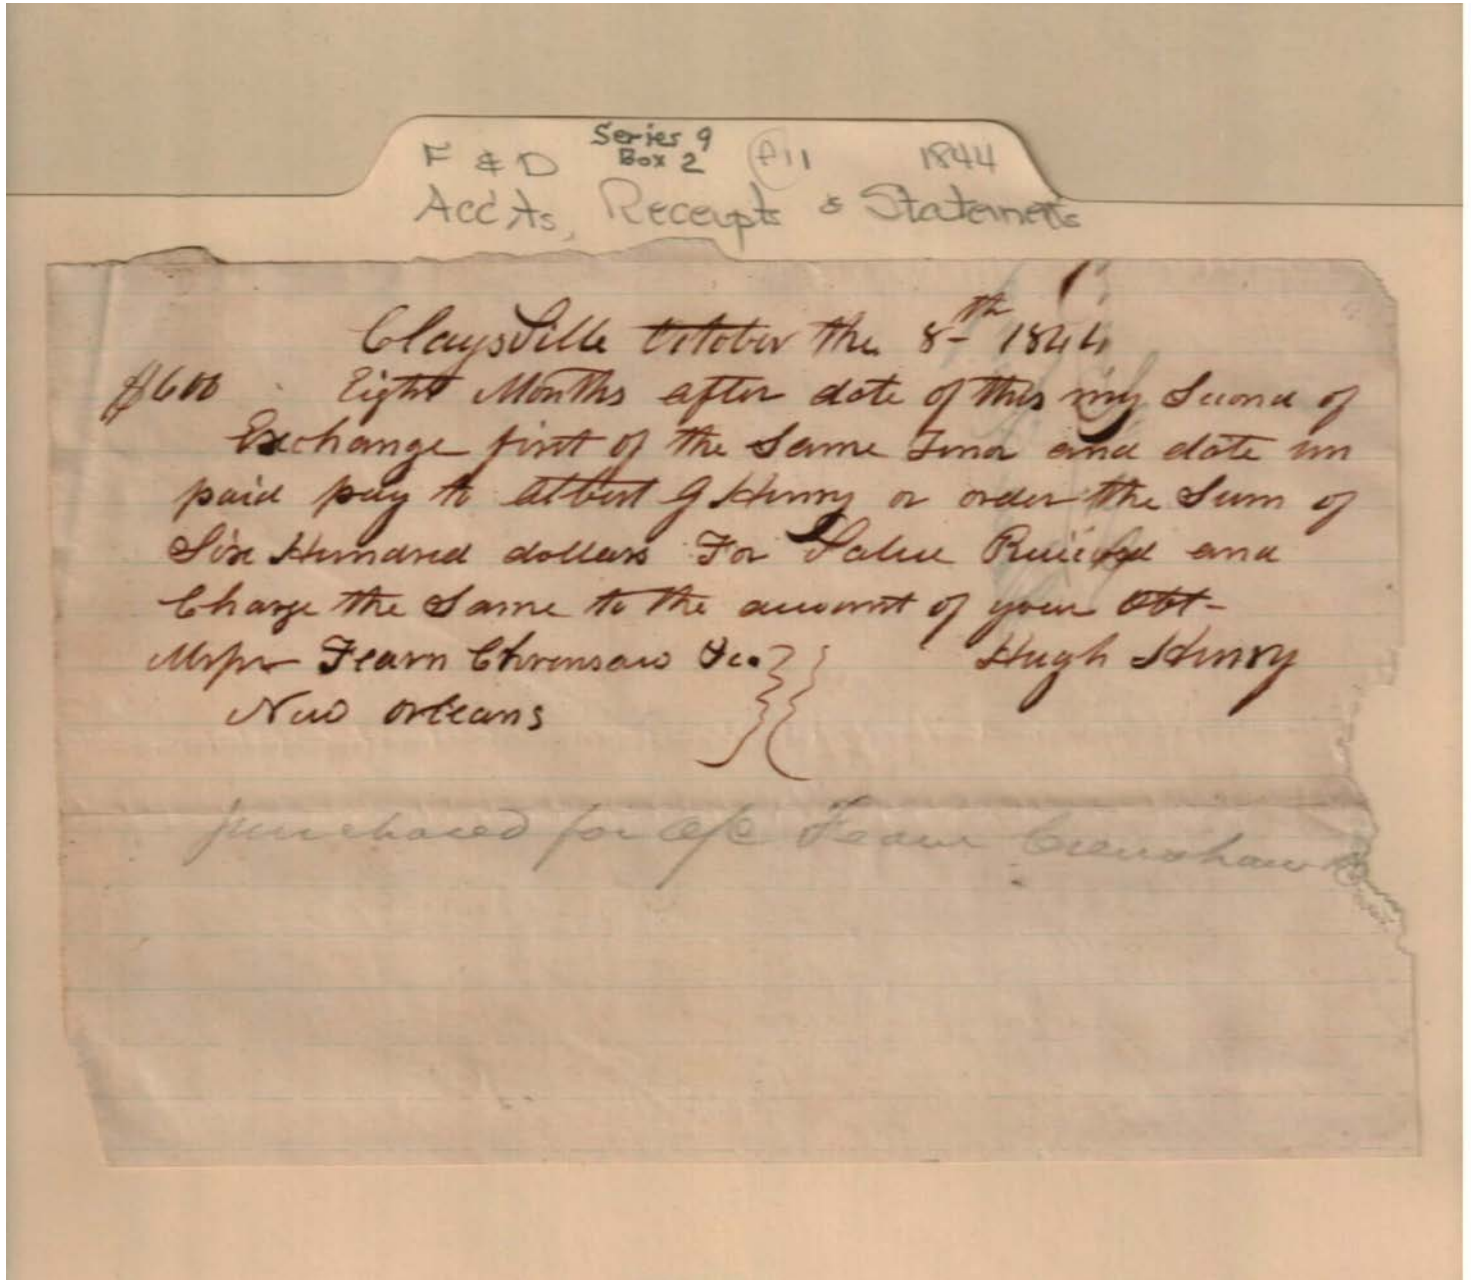 Series 9
F & D Box 2 1844
Acc'ts, Receipts & Statements
Claysville October the 8th 1844
$600 Eight Months after date of this my Second of
Exchange first of the Same Tenor and date un
paid pay to Albert G Henry or order the Sum of
Six Hundred dollars For Value Received and
Charge the Same to the account of your Obt-
Messrs Fearn Chrensaw &co. Hugh Henry
New orleans
purchased for a/c Fearn Crenshaw